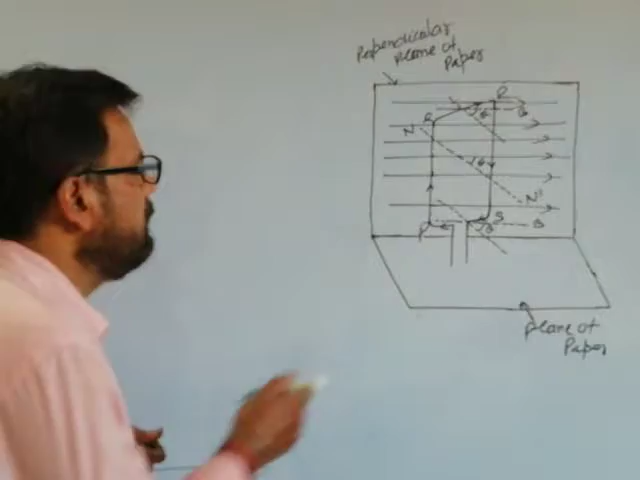 Perpendicular
plane of
Paper
R
θ
B
Q
N
θ
N'
S
B
P
θ
plane of
Paper